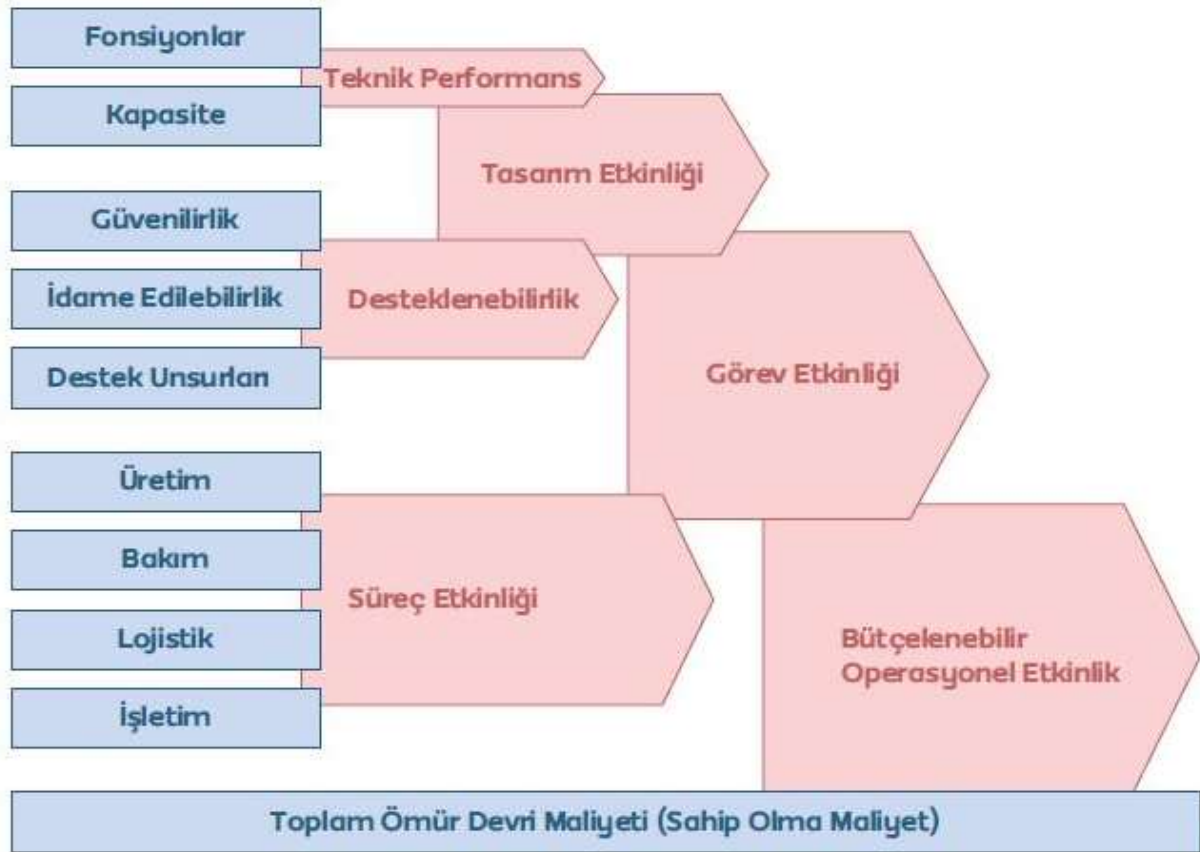 Fonsiyonlar
Teknik Performans
Kapasite
Tasarım Etkinliği
Güvenilirlik
İdame Edilebilirlik
Desteklenebilirlik
Destek Unsurları
Görev Etkinliği
Üretim
Bakım
Süreç Etkinliği
Lojistik
İşletim
Bütçelenebilir
Operasyonel Etkinlik
Toplam Ömür Devri Maliyeti (Sahip Olma Maliyet)